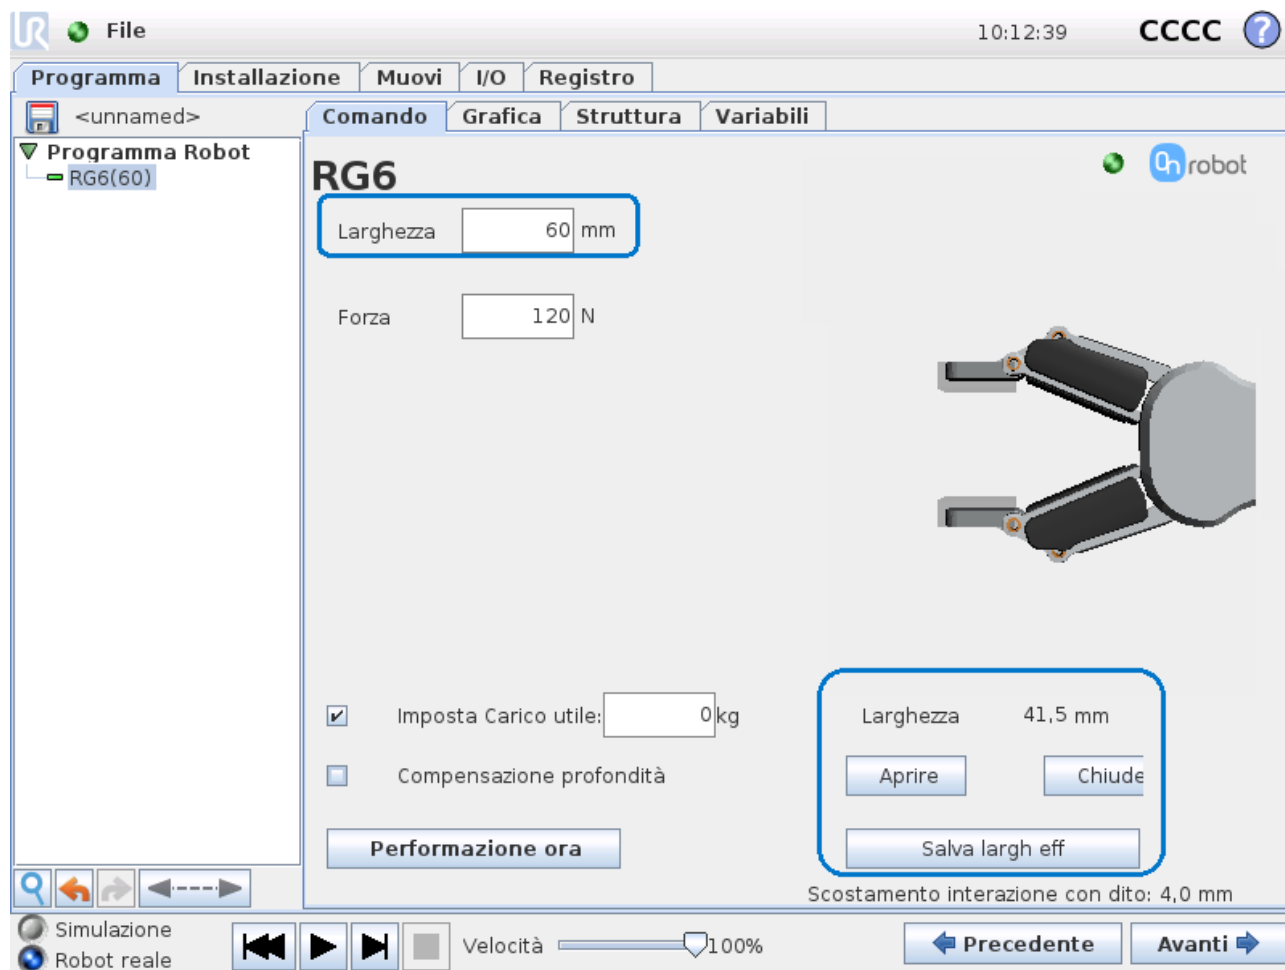 UR File 10:12:39 CCCC ?
Programma Installazione Muovi I/O Registro
<unnamed> Comando Grafica Struttura Variabili
Programma Robot
RG6(60)
RG6
On robot
Larghezza 60 mm
Forza 120 N
Imposta Carico utile: 0 kg
Larghezza 41,5 mm
Compensazione profondità
Aprire Chiude
Performazione ora
Salva largh eff
Scostamento interazione con dito: 4,0 mm
Simulazione
Robot reale
Velocità 100%
Precedente Avanti